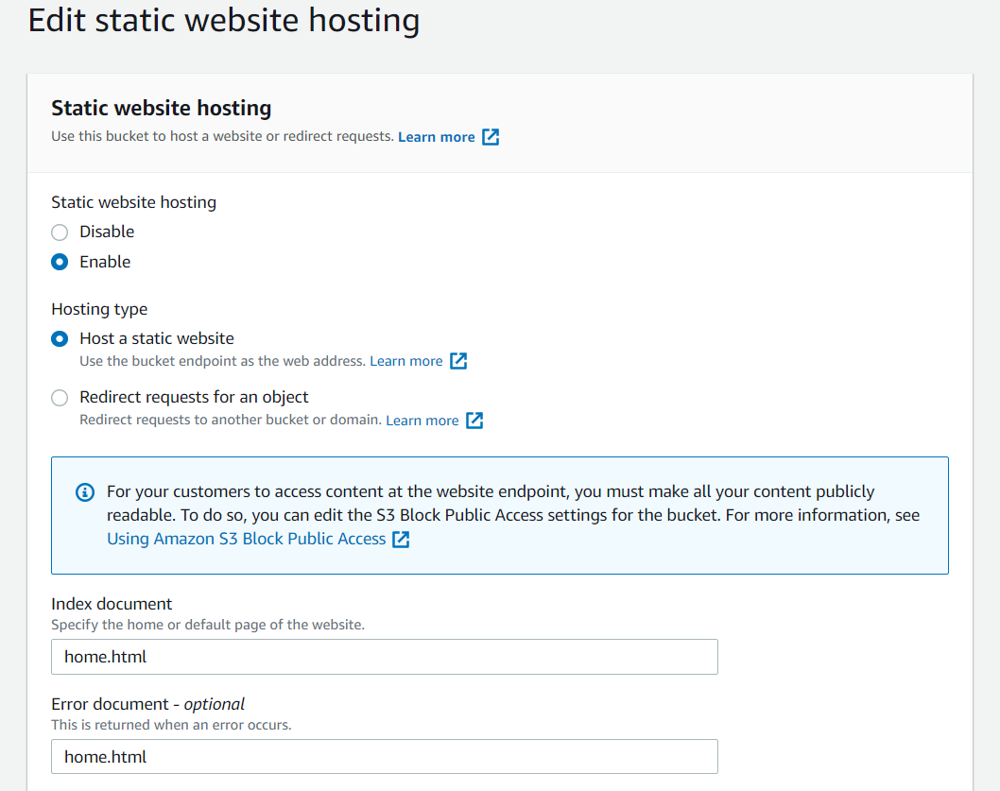 Edit static website hosting
Static website hosting
Use this bucket to host a website or redirect requests. Learn more
Static website hosting
Disable
Enable
Hosting type
Host a static website
Use the bucket endpoint as the web address. Learn more
Redirect requests for an object
Redirect requests to another bucket or domain. Learn more
For your customers to access content at the website endpoint, you must make all your content publicly
readable. To do so, you can edit the S3 Block Public Access settings for the bucket. For more information, see
Using Amazon S3 Block Public Access
Index document
Specify the home or default page of the website.
home.html
Error document - optional
This is returned when an error occurs.
home.html